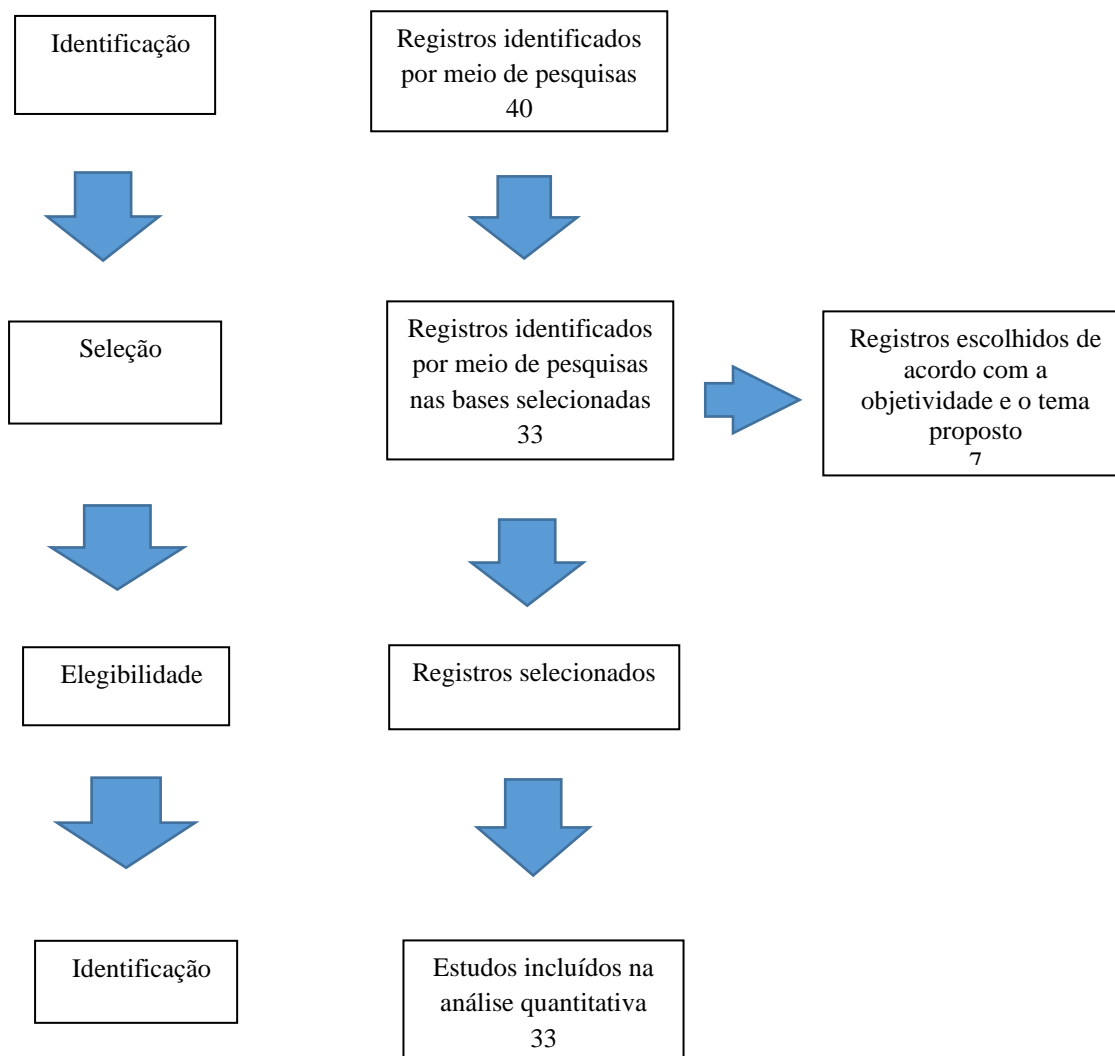 Identificação
Registros identificados
por meio de pesquisas
40
Seleção
Registros identificados
por meio de pesquisas
nas bases selecionadas
33
Registros escolhidos de
acordo com a
objetividade e o tema
proposto
7
Elegibilidade
Registros selecionados
Identificação
Estudos incluídos na
análise quantitativa
33